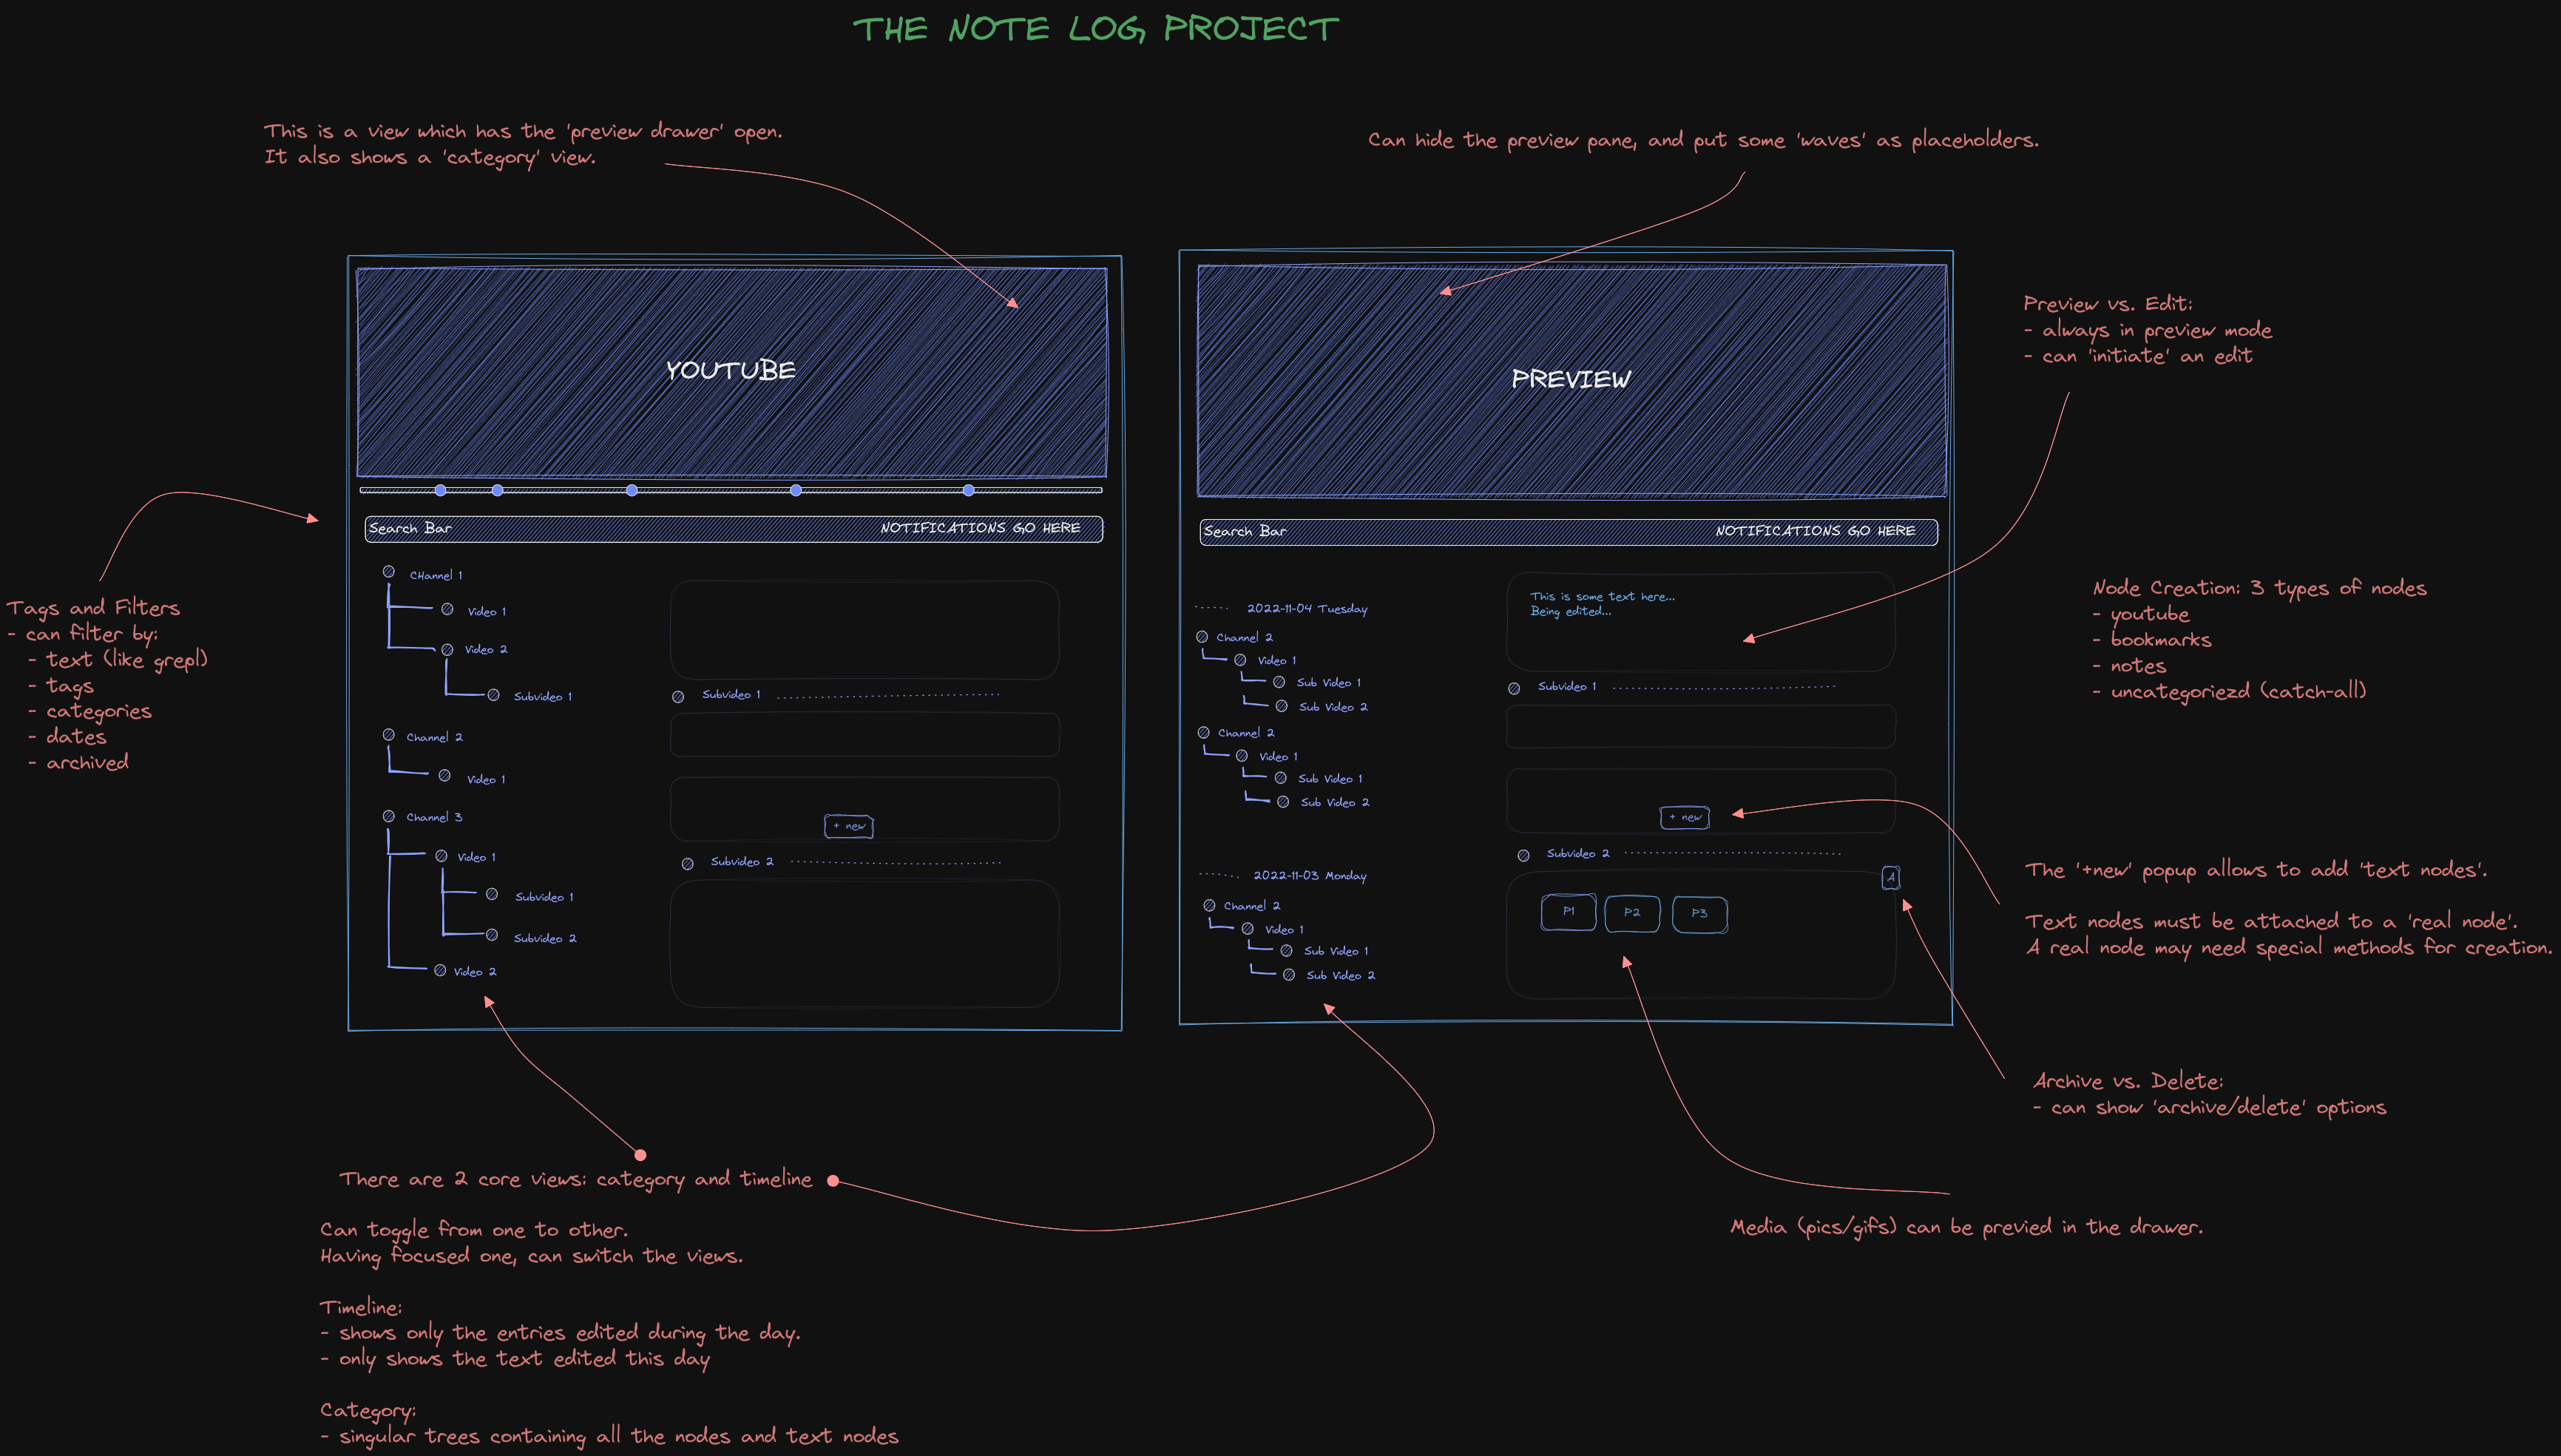 THE NOTE LOG PROJECT
This is a view which has the 'preview drawer' open.
It also shows a 'category' view.
Can hide the preview pane, and put some 'waves' as placeholders.
YOUTUBE
Search Bar
NOTIFICATIONS GO HERE
CHannel 1
Video 1
Video 2
Subvideo 1
Channel 2
Video 1
Channel 3
Video 1
Subvideo 1
Subvideo 2
Video 2
Subvideo 1
+ new
Subvideo 2
PREVIEW
Search Bar
NOTIFICATIONS GO HERE
2022-11-04 Tuesday
Channel 2
Video 1
Sub Video 1
Sub Video 2
Channel 2
Video 1
Sub Video 1
Sub Video 2
2022-11-03 Monday
Channel 2
Video 1
Sub Video 1
Sub Video 2
This is some text here...
Being edited...
Subvideo 1
+ new
Subvideo 2
A
P1
P2
P3
Tags and Filters
- can filter by:
- text (like grepl)
- tags
- categories
- dates
- archived
Preview vs. Edit:
- always in preview mode
- can 'initiate' an edit
Node Creation: 3 types of nodes
- youtube
- bookmarks
- notes
- uncategoriezd (catch-all)
The '+new' popup allows to add 'text nodes'.
Text nodes must be attached to a 'real node'.
A real node may need special methods for creation.
Archive vs. Delete:
- can show 'archive/delete' options
Media (pics/gifs) can be previed in the drawer.
There are 2 core views: category and timeline
Can toggle from one to other.
Having focused one, can switch the views.
Timeline:
- shows only the entries edited during the day.
- only shows the text edited this day
Category:
- singular trees containing all the nodes and text nodes